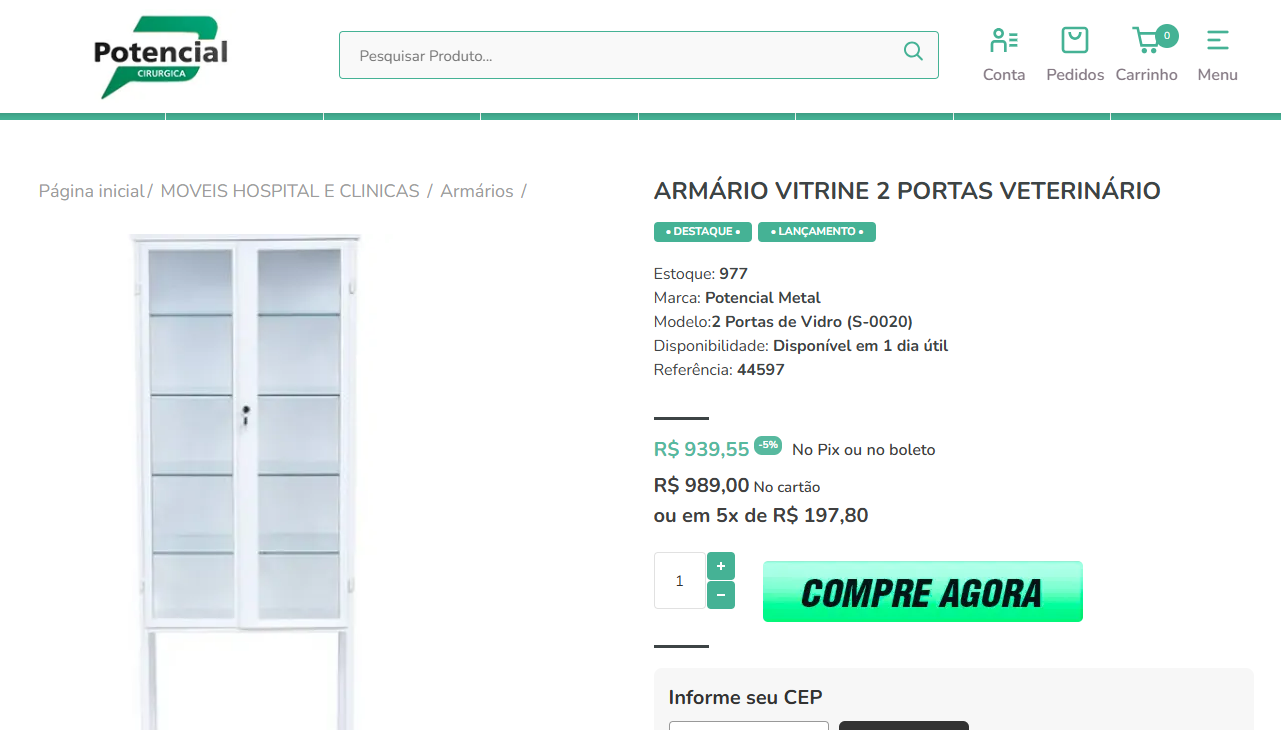 Potencial
CIRURGICA
Pesquisar Produto...
0
Conta
Pedidos
Carrinho
Menu
Página inicial/ MOVEIS HOSPITAL E CLINICAS / Armários /
ARMÁRIO VITRINE 2 PORTAS VETERINÁRIO
• DESTAQUE •
• LANÇAMENTO •
Estoque: 977
Marca: Potencial Metal
Modelo:2 Portas de Vidro (S-0020)
Disponibilidade: Disponível em 1 dia útil
Referência: 44597
R$ 939,55 -5% No Pix ou no boleto
R$ 989,00 No cartão
ou em 5x de R$ 197,80
1
+
−
COMPRE AGORA
Informe seu CEP